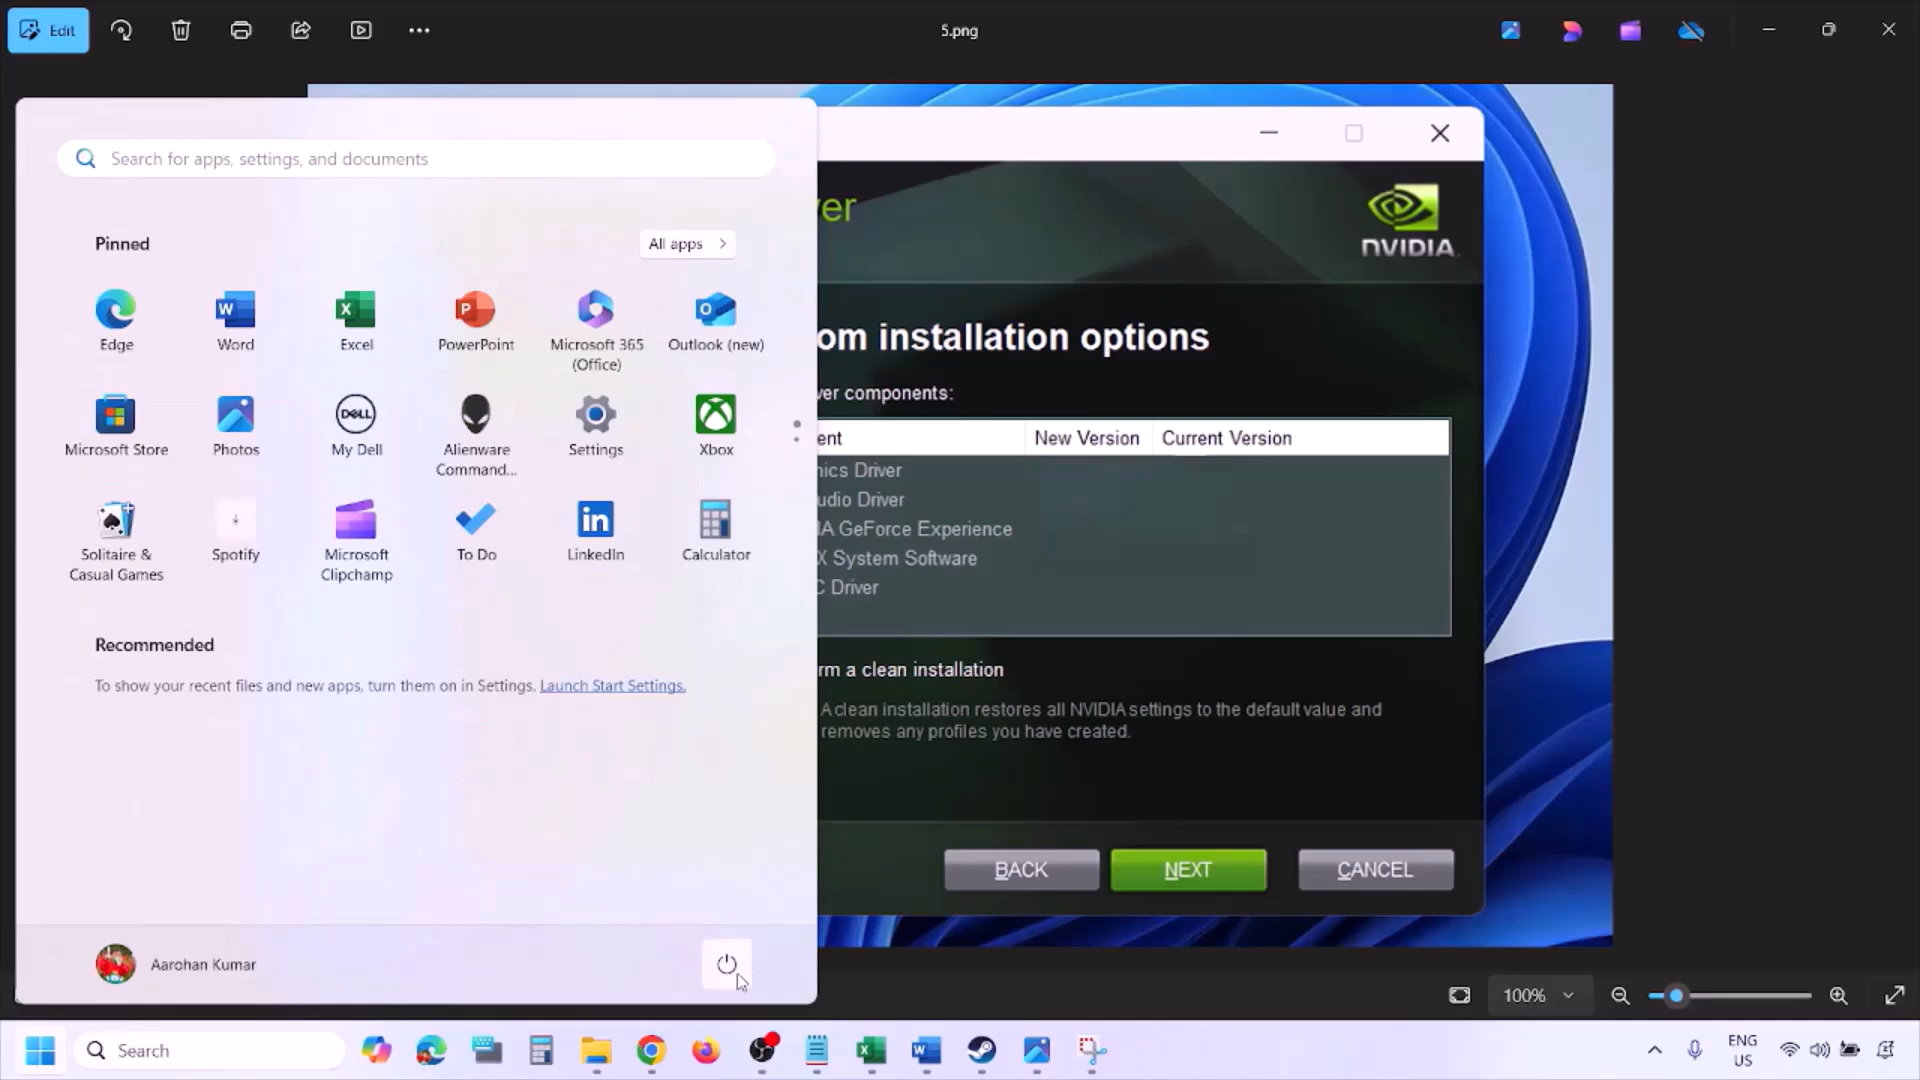 Edit
5.png
Search for apps, settings, and documents
Pinned
All apps
Edge
Word
Excel
PowerPoint
Microsoft 365
(Office)
Outlook (new)
Microsoft Store
Photos
My Dell
Alienware
Command...
Settings
Xbox
Solitaire &
Casual Games
Spotify
Microsoft
Clipchamp
To Do
LinkedIn
Calculator
Recommended
To show your recent files and new apps, turn them on in Settings. Launch Start Settings.
Aarohan Kumar
ver
NVIDIA
om installation options
ver components:
ent New Version Current Version
nics Driver
udio Driver
IA GeForce Experience
X System Software
C Driver
rm a clean installation
A clean installation restores all NVIDIA settings to the default value and
removes any profiles you have created.
BACK
NEXT
CANCEL
100%
Search
ENG
US